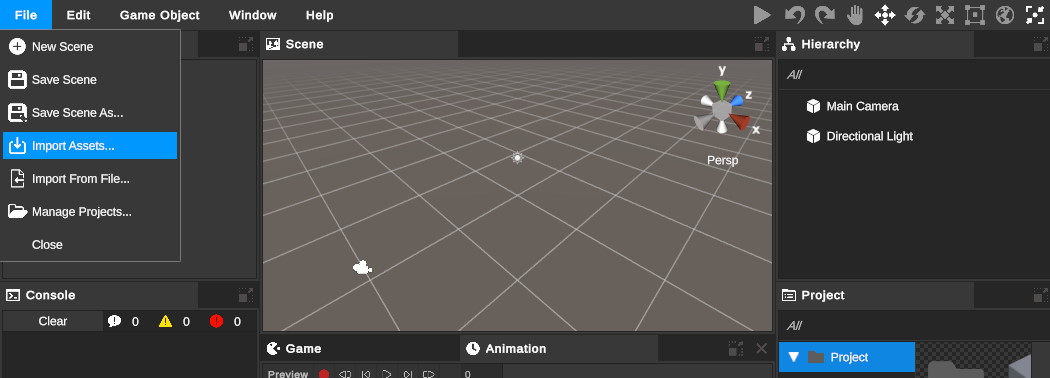 File Edit Game Object Window Help
New Scene
Save Scene
Save Scene As...
Import Assets...
Import From File...
Manage Projects...
Close
Scene
y
z
x
Persp
Hierarchy
All
Main Camera
Directional Light
Console
Clear 0 0 0
Game Animation
Preview 0
Project
All
Project